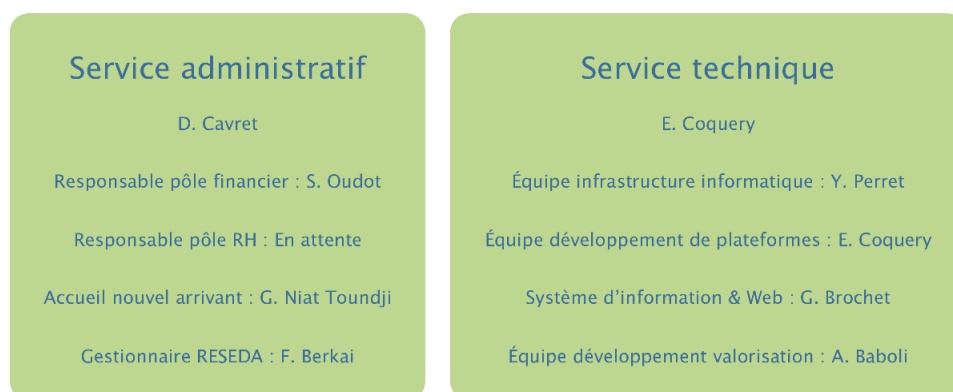 Service administratif
D. Cavret
Responsable pôle financier : S. Oudot
Responsable pôle RH : En attente
Accueil nouvel arrivant : G. Niat Toundji
Gestionnaire RESEDA : F. Berkai
Service technique
E. Coquery
Équipe infrastructure informatique : Y. Perret
Équipe développement de plateformes : E. Coquery
Système d’information & Web : G. Brochet
Équipe développement valorisation : A. Baboli